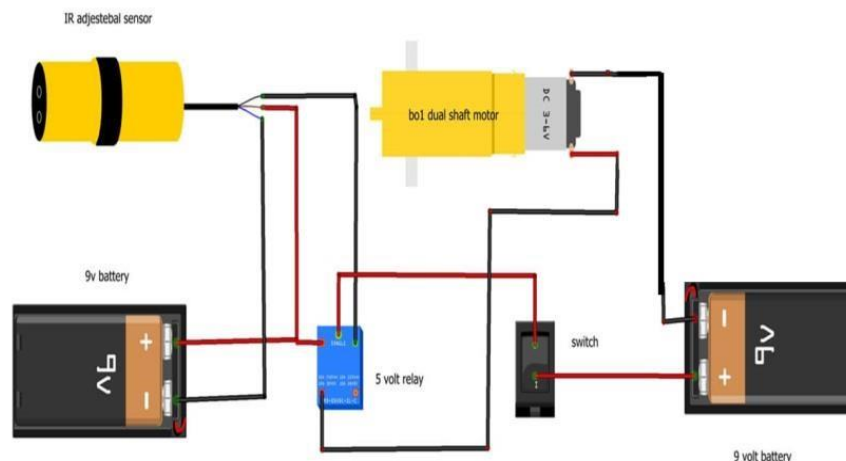 IR adjestebal sensor
bo1 dual shaft motor
DC 3-9V
9v battery
9v
+
-
5 volt relay
switch
9v
-
+
9 volt battery